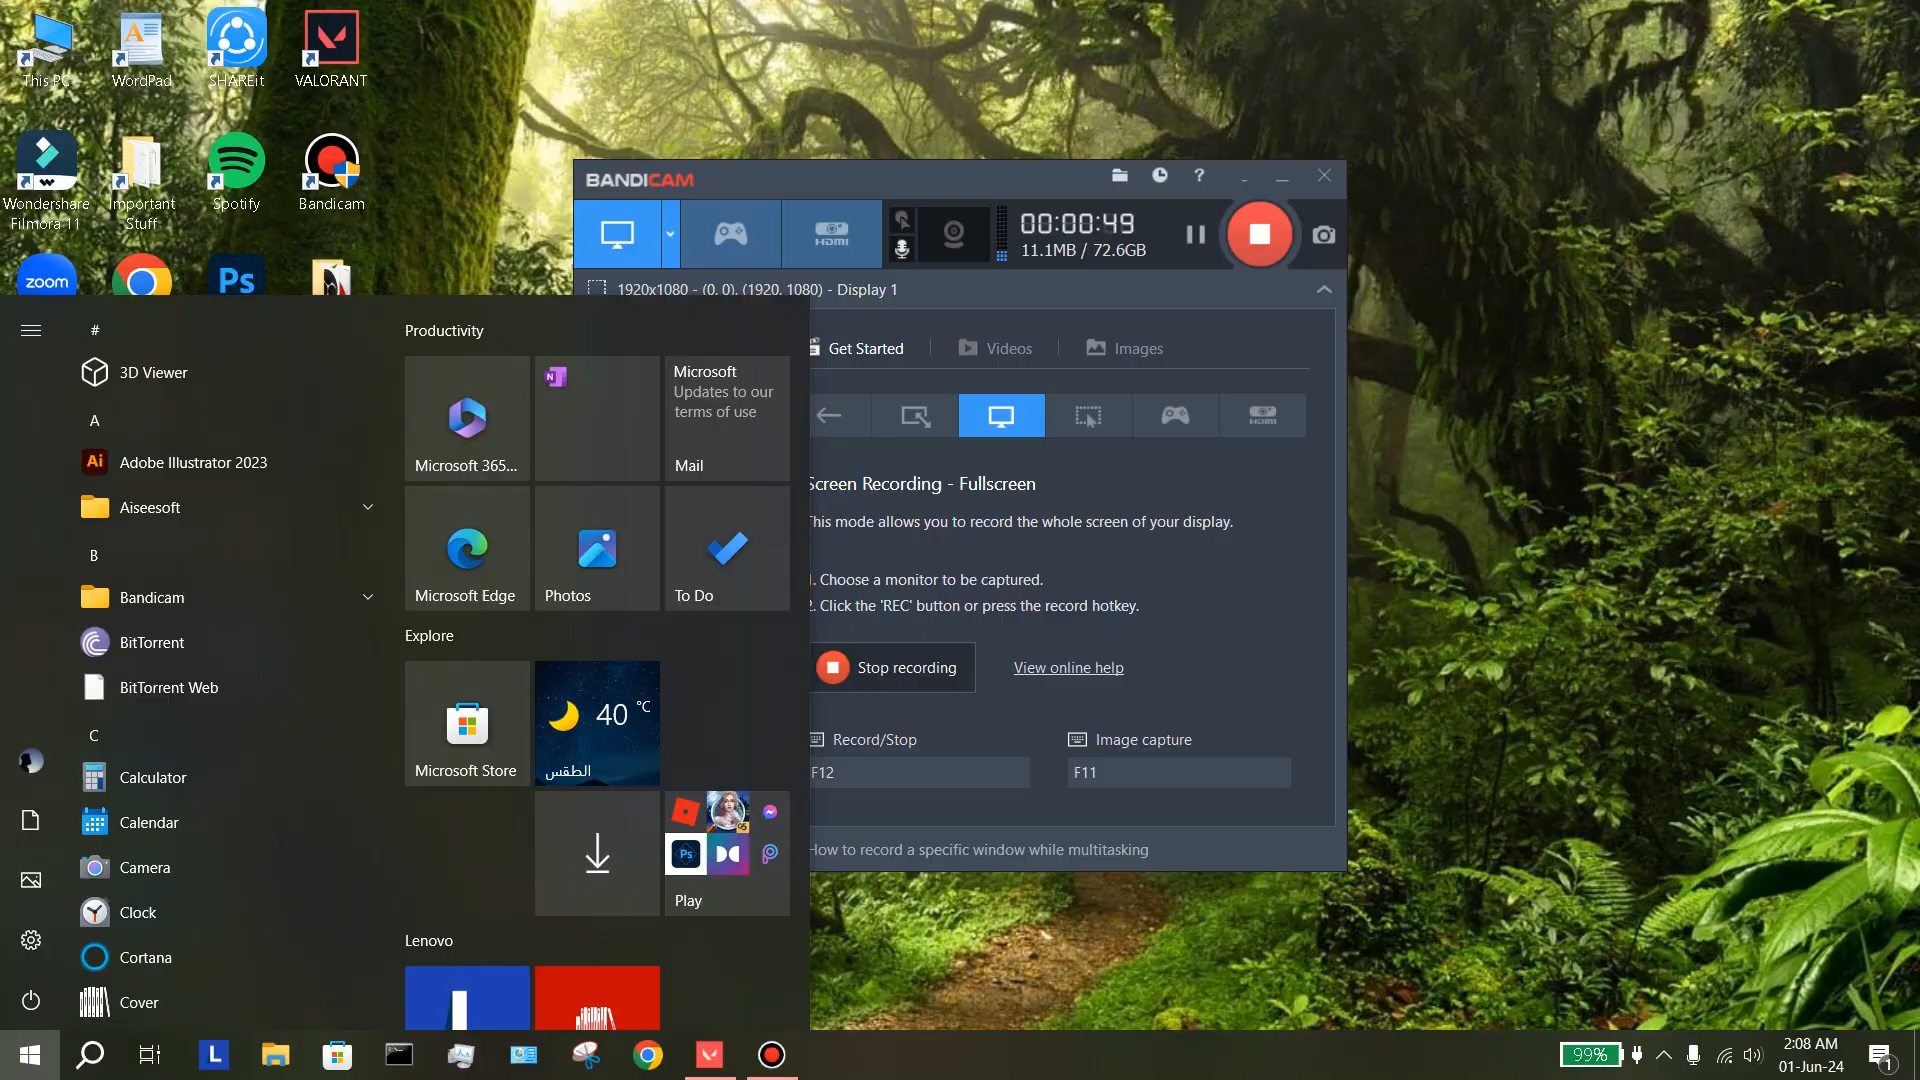 This PC
WordPad
SHAREit
VALORANT
Wondershare
Filmora 11
Important
Stuff
Spotify
Bandicam
zoom
Ps
BANDICAM
?
HDMI
00:00:49
11.1MB / 72.6GB
1920x1080 - (0, 0), (1920, 1080) - Display 1
Get Started
Videos
Images
HDMI
Screen Recording - Fullscreen
This mode allows you to record the whole screen of your display.
1. Choose a monitor to be captured.
2. Click the 'REC' button or press the record hotkey.
Stop recording
View online help
Record/Stop
Image capture
F12
F11
How to record a specific window while multitasking
#
3D Viewer
A
Ai
Adobe Illustrator 2023
Aiseesoft
B
Bandicam
BitTorrent
BitTorrent Web
C
Calculator
Calendar
Camera
Clock
Cortana
Cover
Productivity
Microsoft 365...
N
Microsoft
Updates to our
terms of use
Mail
Microsoft Edge
Photos
To Do
Explore
Microsoft Store
40 °C
الطقس
Ps
Play
Lenovo
L
99%
2:08 AM
01-Jun-24
1